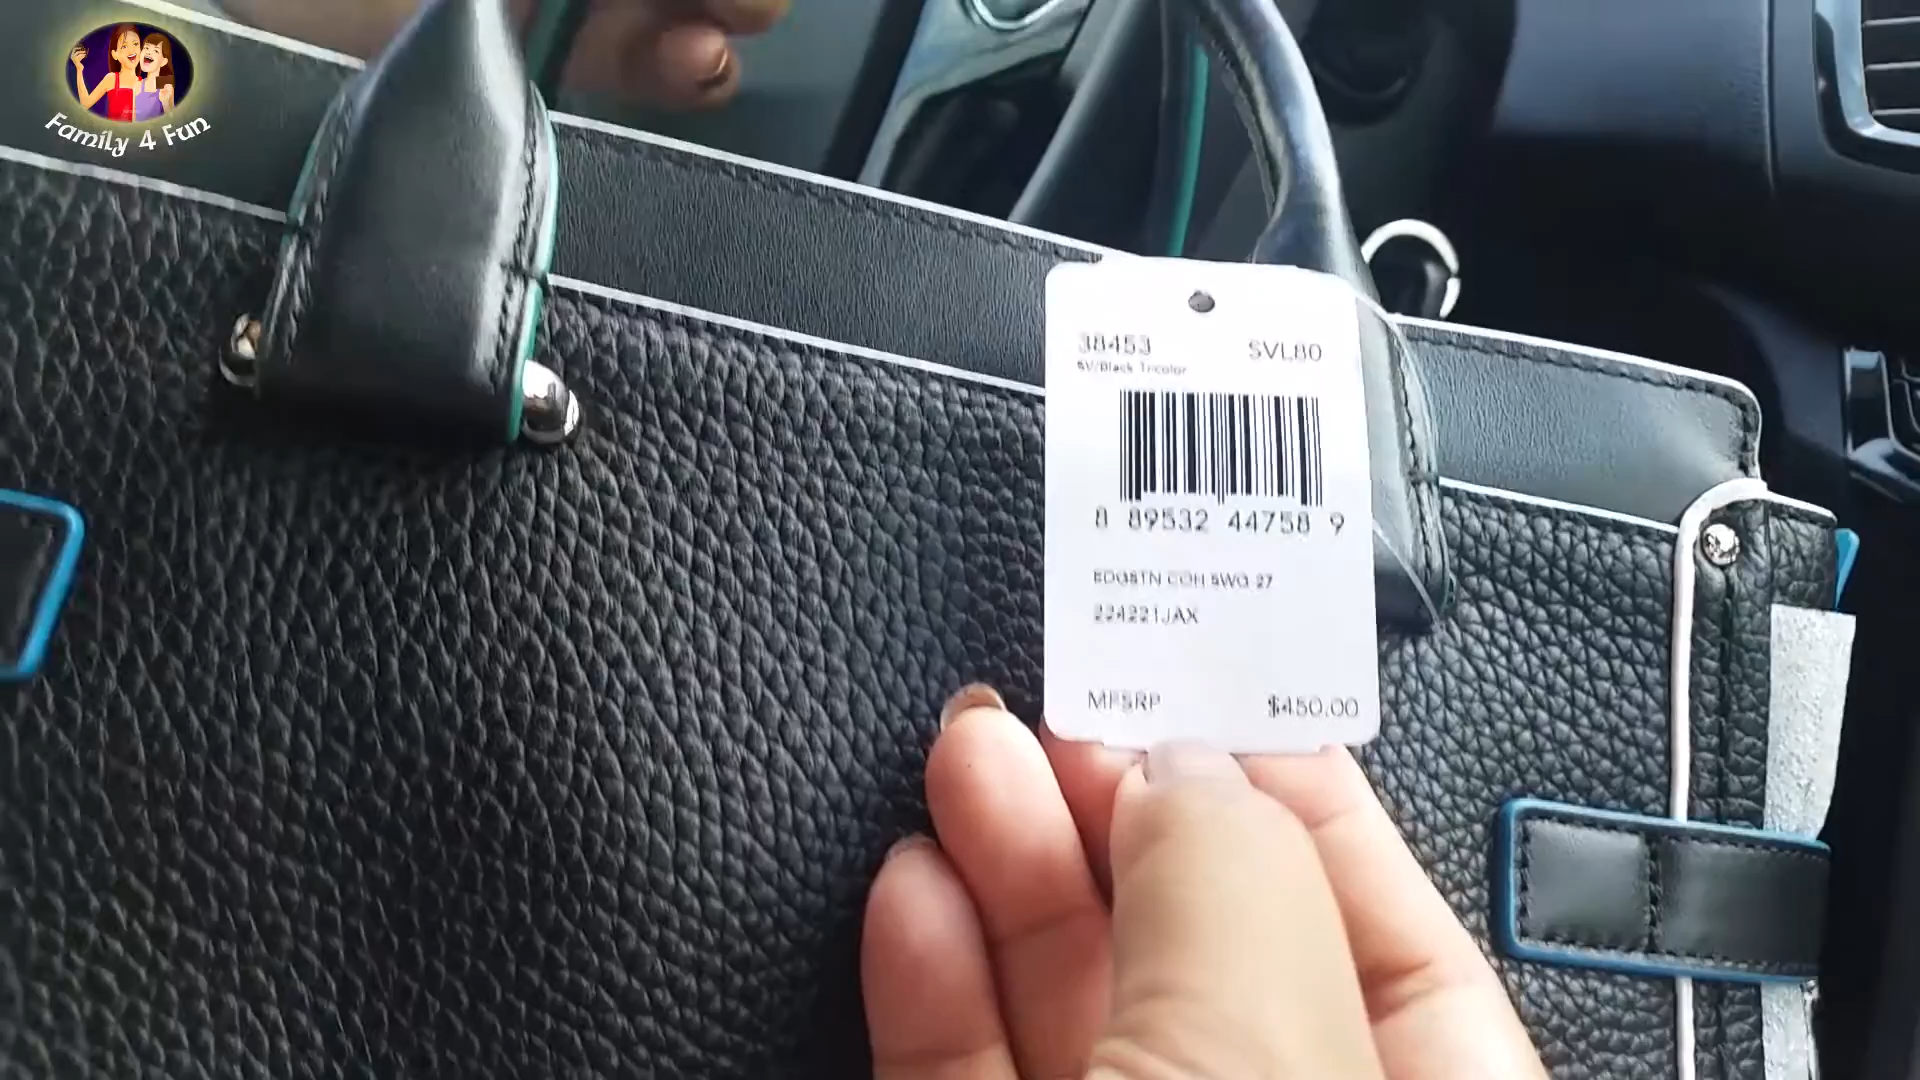 Family 4 Fun
38453 SVL80
SV/Black Tricolor
8 89532 44758 9
EDGSTN COH SWG 27
224221JAX
MFSRP $450.00